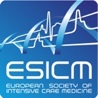 ESICM
EUROPEAN SOCIETY OF
INTENSIVE CARE MEDICINE